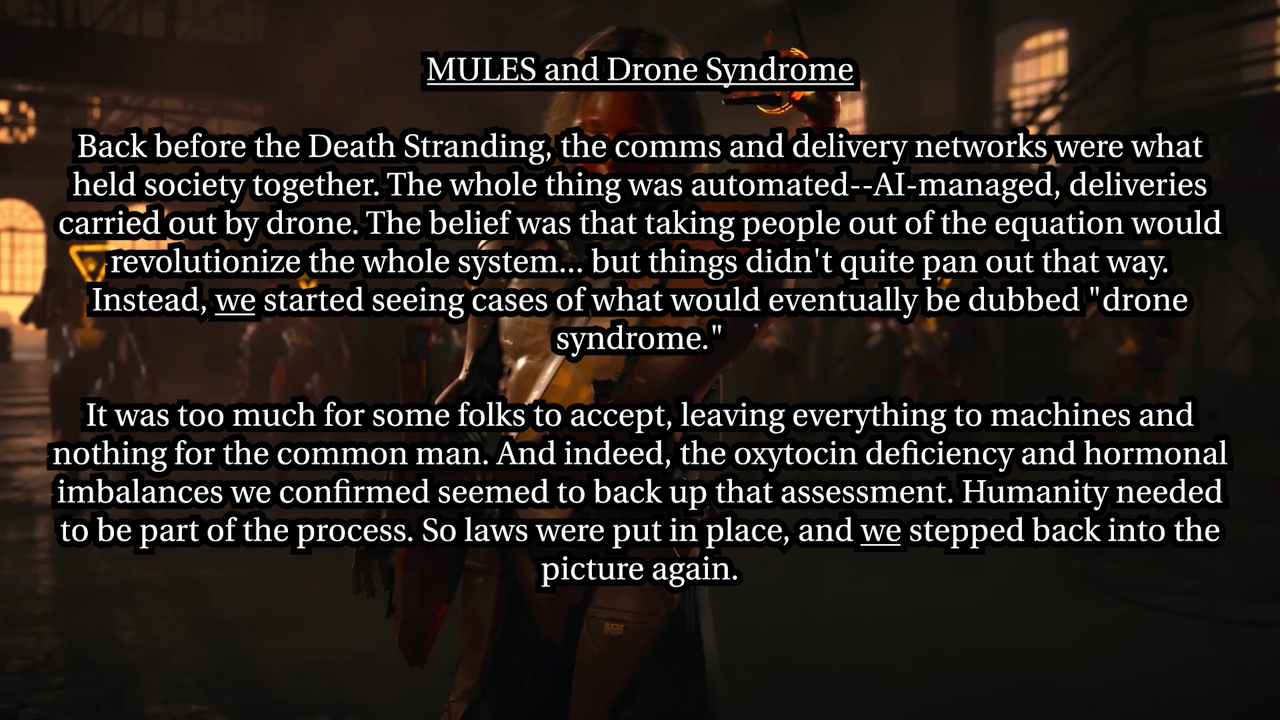 MULES and Drone Syndrome
Back before the Death Stranding, the comms and delivery networks were what
held society together. The whole thing was automated--AI-managed, deliveries
carried out by drone. The belief was that taking people out of the equation would
revolutionize the whole system... but things didn't quite pan out that way.
Instead, we started seeing cases of what would eventually be dubbed "drone
syndrome."
It was too much for some folks to accept, leaving everything to machines and
nothing for the common man. And indeed, the oxytocin deficiency and hormonal
imbalances we confirmed seemed to back up that assessment. Humanity needed
to be part of the process. So laws were put in place, and we stepped back into the
picture again.